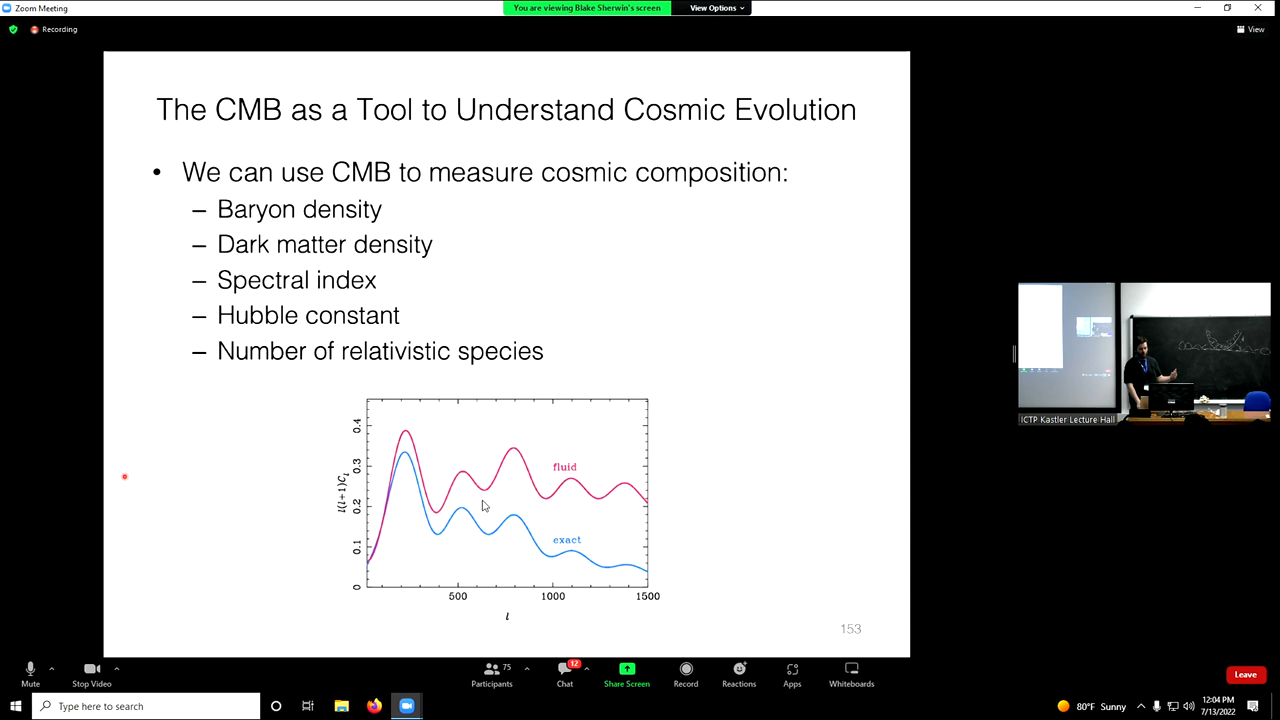 Zoom Meeting
You are viewing Blake Sherwin's screen
View Options
Recording
View
The CMB as a Tool to Understand Cosmic Evolution
• We can use CMB to measure cosmic composition:
– Baryon density
– Dark matter density
– Spectral index
– Hubble constant
– Number of relativistic species
0.4
0.3
0.2
0.1
0
l(l+1)C_l
fluid
exact
500
1000
1500
l
153
ICTP Kastler Lecture Hall
Mute
Stop Video
Participants
75
Chat
12
Share Screen
Record
Reactions
Apps
Whiteboards
Leave
Type here to search
80°F Sunny
12:04 PM
7/13/2022